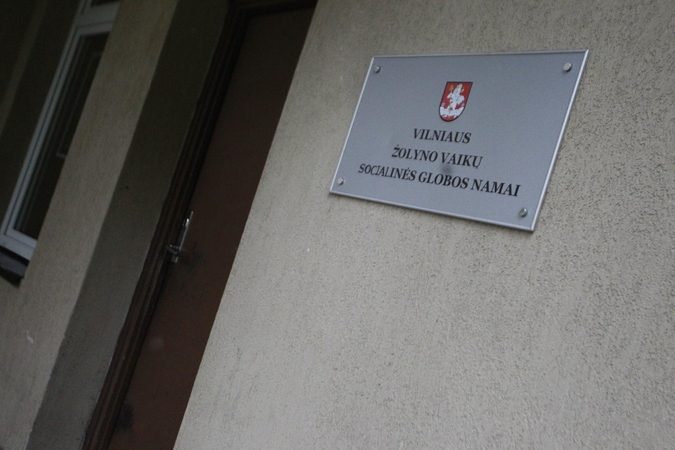 VILNIAUS
ŽOLYNO VAIKŲ
SOCIALINĖS GLOBOS NAMAI